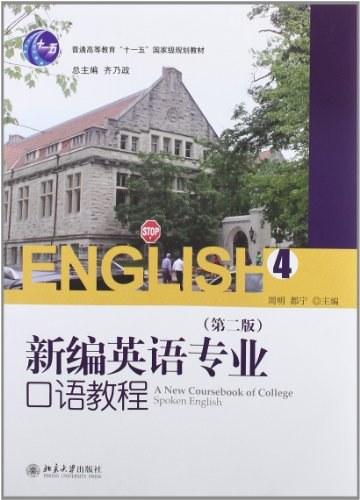 十一五
普通高等教育“十一五”国家级规划教材
总主编 齐乃政
STOP
ENGLISH 4
周明 都宁 主编
(第二版)
新编英语专业
口语教程
A New Coursebook of College
Spoken English
北京大学出版社